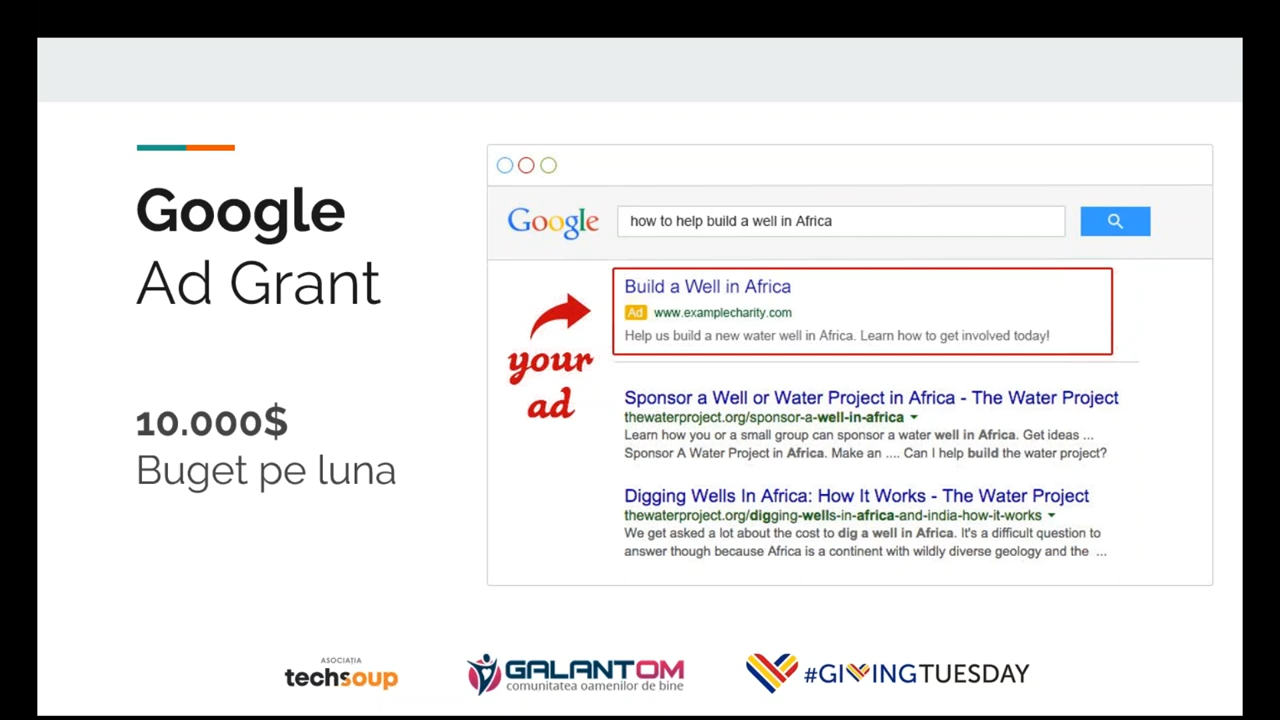 Google
Ad Grant
10.000$
Buget pe luna
Google
how to help build a well in Africa
Build a Well in Africa
Ad www.examplecharity.com
Help us build a new water well in Africa. Learn how to get involved today!
your
ad
Sponsor a Well or Water Project in Africa - The Water Project
thewaterproject.org/sponsor-a-well-in-africa
Learn how you or a small group can sponsor a water well in Africa. Get ideas ...
Sponsor A Water Project in Africa. Make an .... Can I help build the water project?
Digging Wells In Africa: How It Works - The Water Project
thewaterproject.org/digging-wells-in-africa-and-india-how-it-works
We get asked a lot about the cost to dig a well in Africa. It's a difficult question to
answer though because Africa is a continent with wildly diverse geology and the ...
ASOCIAȚIA
techsoup
GALANTOM
comunitatea oamenilor de bine
#GIVINGTUESDAY